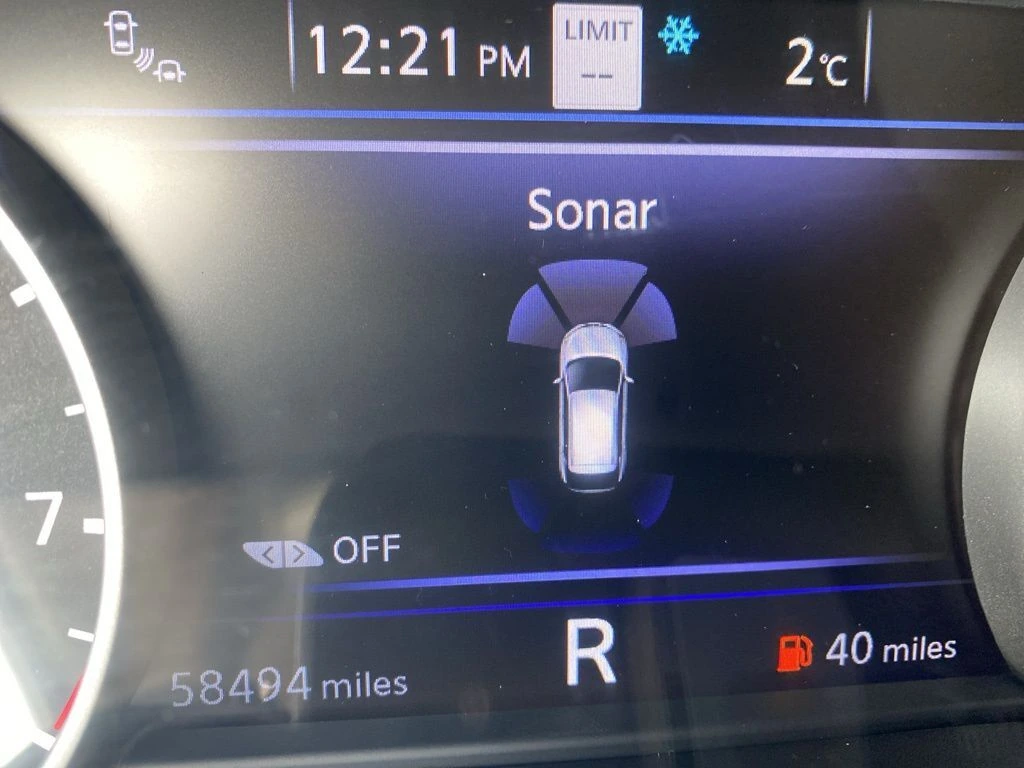 12:21 PM
LIMIT
--
2°C
Sonar
7
< > OFF
R
58494 miles
40 miles